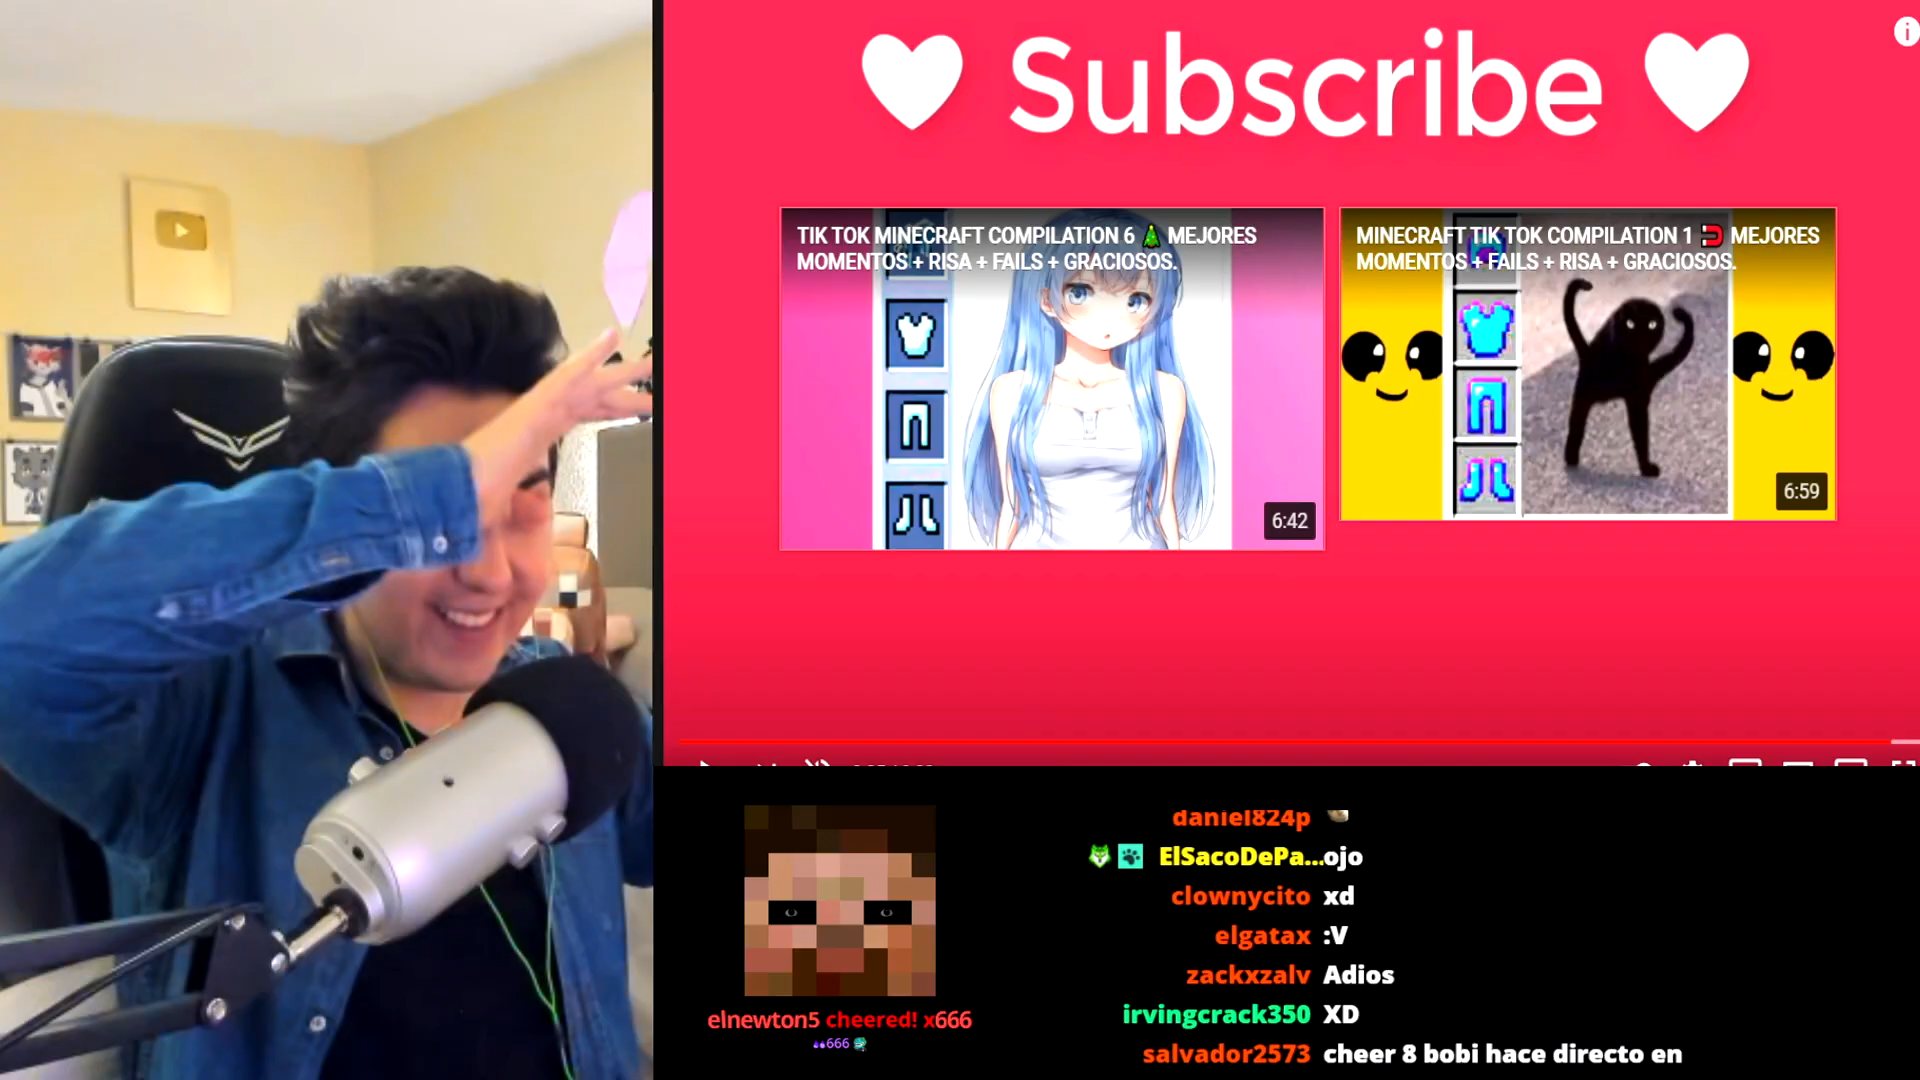 Subscribe
TIK TOK MINECRAFT COMPILATION 6 🎄 MEJORES
MOMENTOS + RISA + FAILS + GRACIOSOS.
6:42
MINECRAFT TIK TOK COMPILATION 1 🧲 MEJORES
MOMENTOS + FAILS + RISA + GRACIOSOS.
6:59
elnewton5 cheered! x666
666
daniel824p
ElSacoDePa... ojo
clownycito xd
elgatax :V
zackxzalv Adios
irvingcrack350 XD
salvador2573 cheer 8 bobi hace directo en